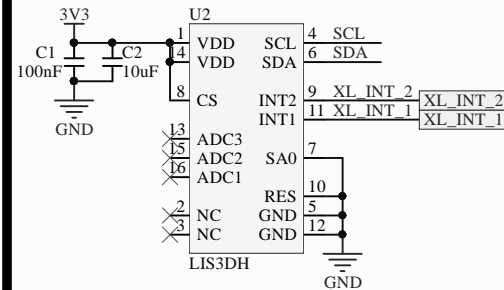 3V3
U2
C1
100nF
C2
10uF
1 VDD SCL 4 SCL
14 VDD SDA 6 SDA
8 CS INT2 9 XL_INT_2 XL_INT_2
INT1 11 XL_INT_1 XL_INT_1
GND
13 ADC3
15 ADC2 SA0 7
16 ADC1
RES 10
2 NC GND 5
3 NC GND 12
LIS3DH
GND